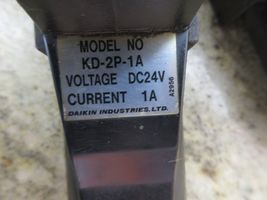 MODEL NO
KD-2P-1A
VOLTAGE DC24V
CURRENT 1A
DAIKIN INDUSTRIES, LTD.
A2956